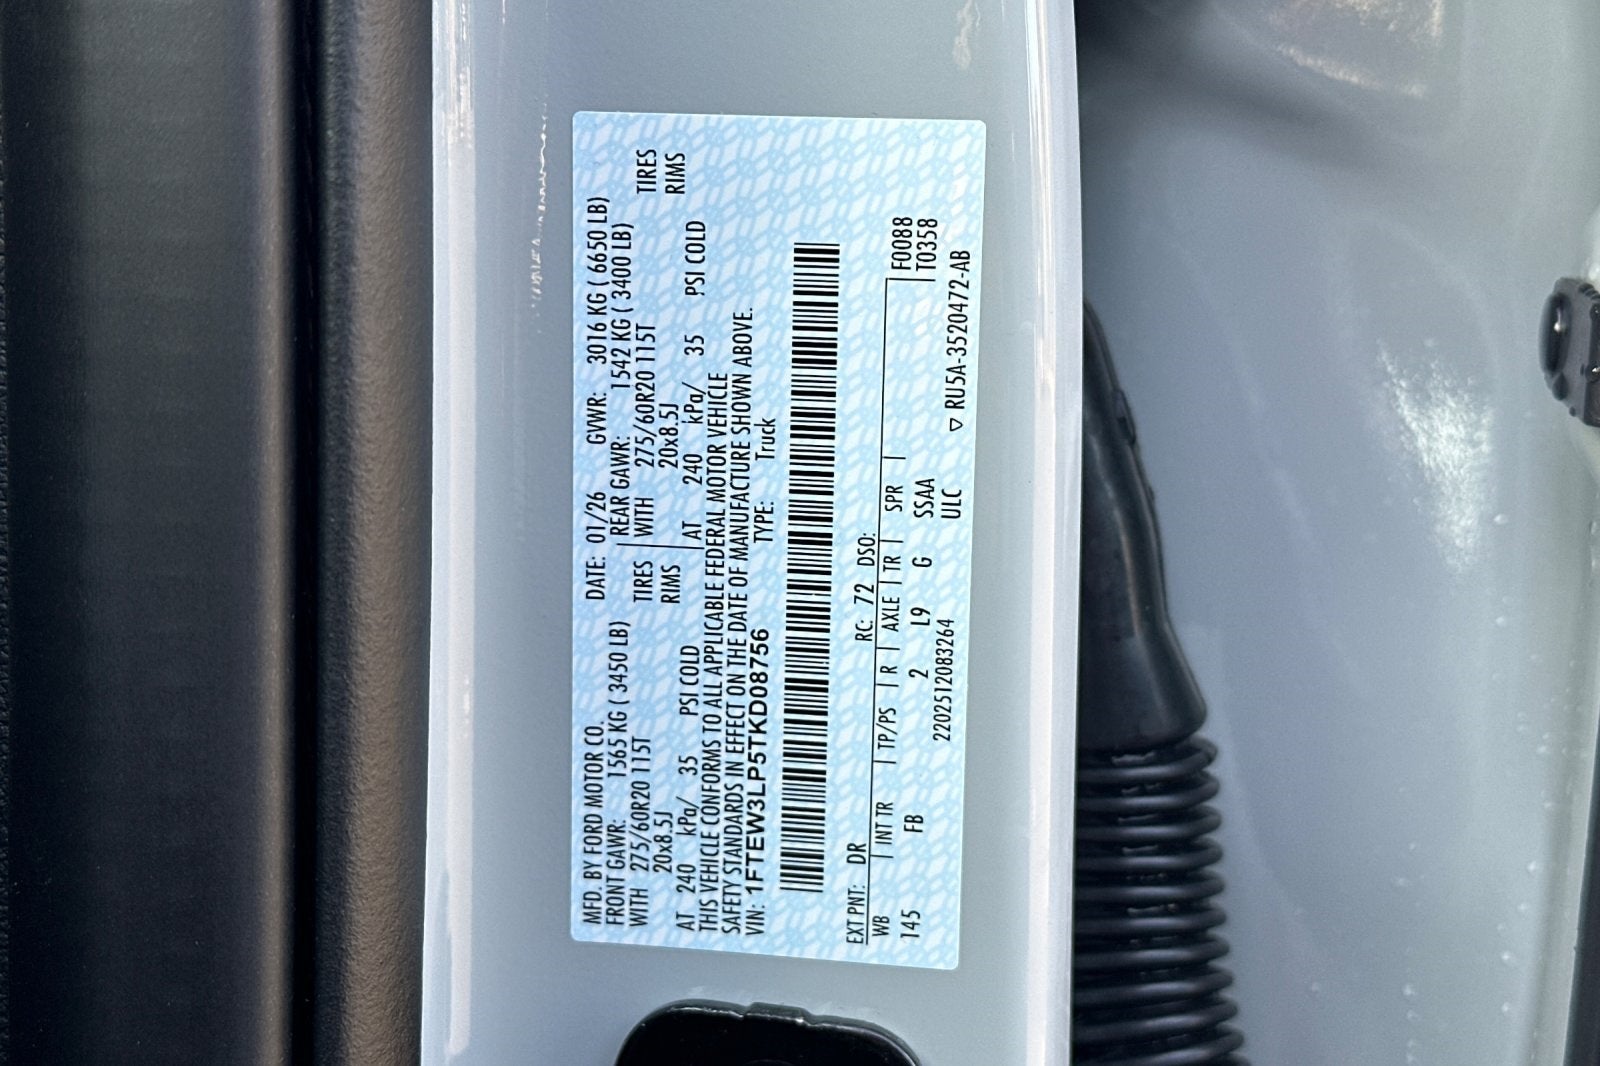 MFD. BY FORD MOTOR CO. DATE: 01/26 GVWR: 3016 KG ( 6650 LB)
FRONT GAWR: 1565 KG ( 3450 LB) REAR GAWR: 1542 KG ( 3400 LB)
WITH 275/60R20 115T TIRES WITH 275/60R20 115T TIRES
20x8.5J RIMS 20x8.5J RIMS
AT 240 kPa/ 35 PSI COLD AT 240 kPa/ 35 PSI COLD
THIS VEHICLE CONFORMS TO ALL APPLICABLE FEDERAL MOTOR VEHICLE
SAFETY STANDARDS IN EFFECT ON THE DATE OF MANUFACTURE SHOWN ABOVE.
VIN: 1FTEW3LP5TKD08756 TYPE: Truck
EXT PNT: DR RC: 72 DSO:
WB INT TR TP/PS R AXLE TR SPR F0088
145 FB 2 L9 G SSAA T0358
2202512083264 ULC ▽ RU5A-3520472-AB